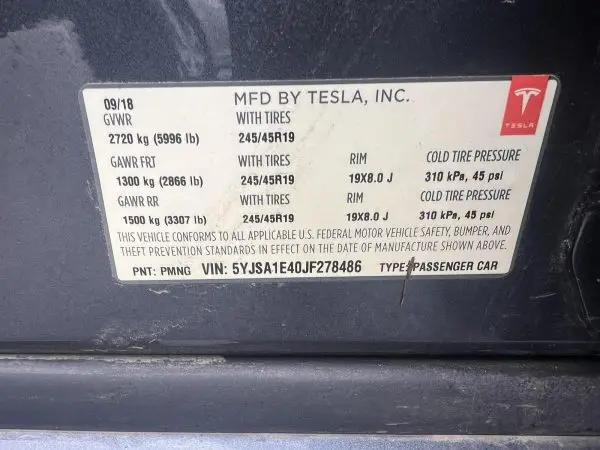 09/18 MFD BY TESLA, INC.
GVWR WITH TIRES
2720 kg (5996 lb) 245/45R19
GAWR FRT WITH TIRES RIM COLD TIRE PRESSURE
1300 kg (2866 lb) 245/45R19 19X8.0 J 310 kPa, 45 psi
GAWR RR WITH TIRES RIM COLD TIRE PRESSURE
1500 kg (3307 lb) 245/45R19 19X8.0 J 310 kPa, 45 psi
THIS VEHICLE CONFORMS TO ALL APPLICABLE U.S. FEDERAL MOTOR VEHICLE SAFETY, BUMPER, AND
THEFT PREVENTION STANDARDS IN EFFECT ON THE DATE OF MANUFACTURE SHOWN ABOVE.
PNT: PMNG VIN: 5YJSA1E40JF278486 TYPE: PASSENGER CAR
TESLA